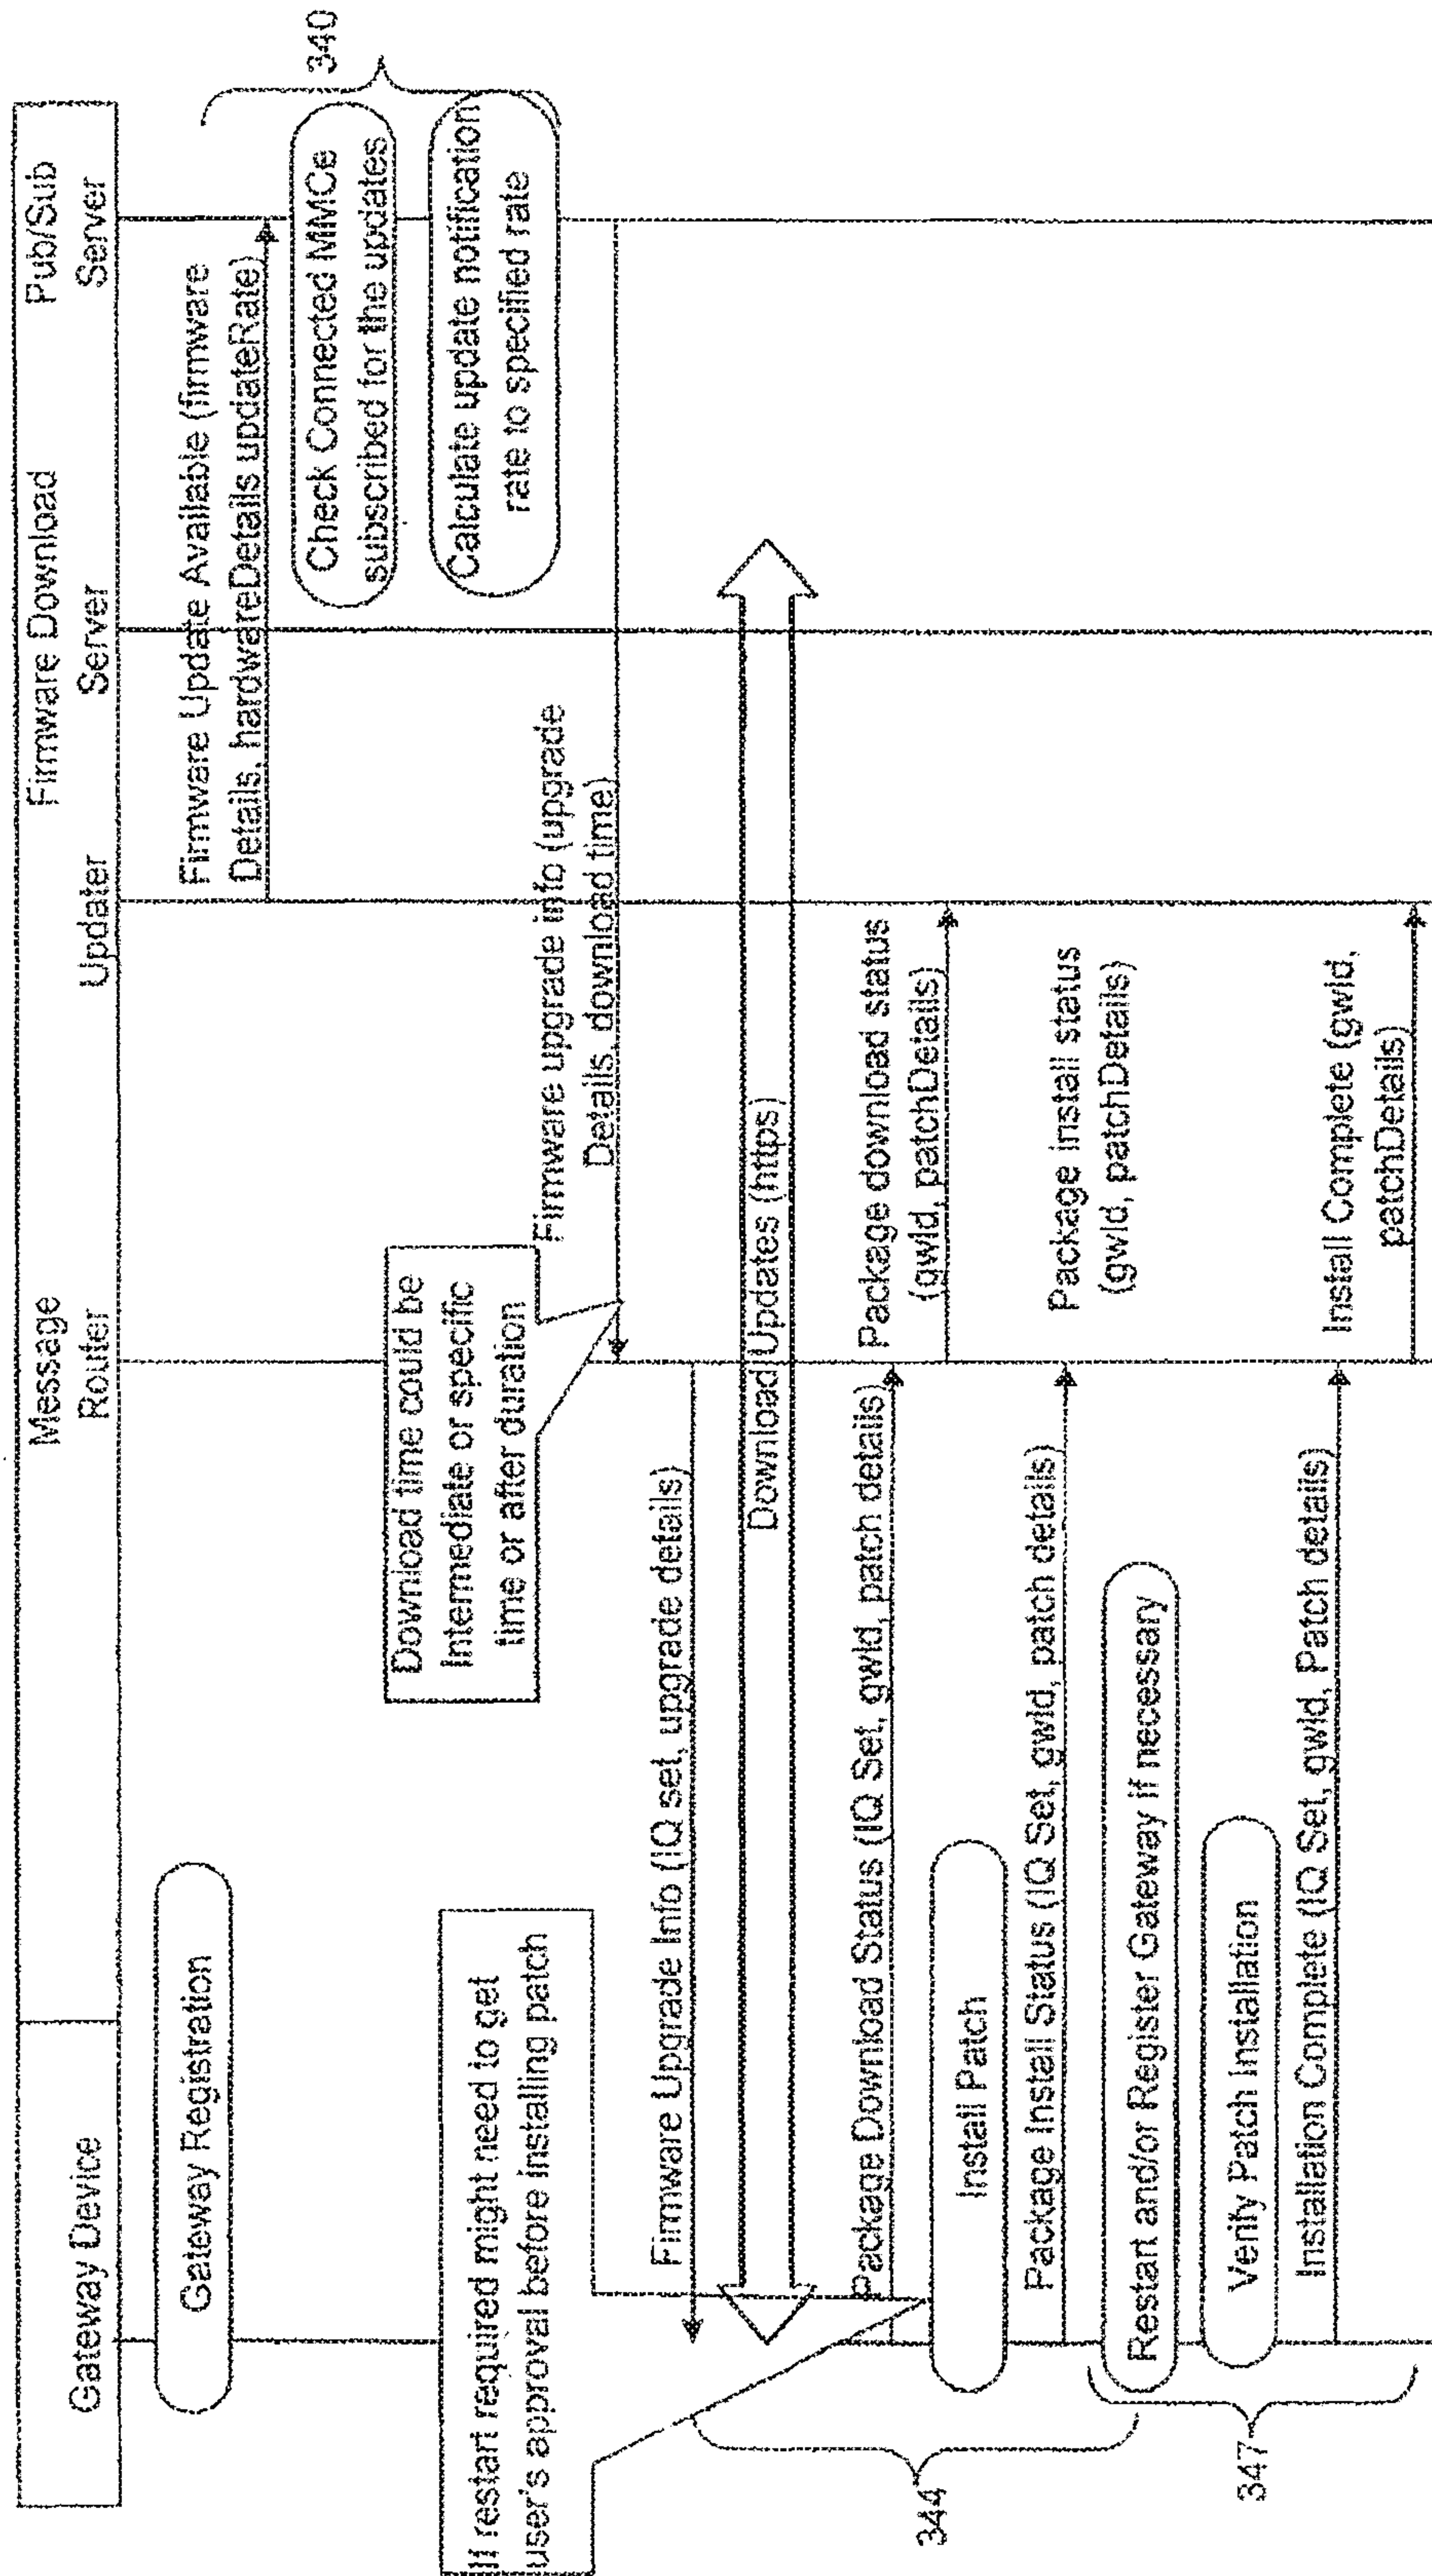 Gateway Device
Message
Router
Updater
Firmware Download
Server
Pub/Sub
Server
Gateway Registration
Firmware Update Available (firmware
Details, hardwareDetails updateRate)
340
Check Connected MMCe
subscribed for the updates
Calculate update notification
rate to specified rate
Download time could be
Intermediate or specific
time or after duration
If restart required might need to get
user's approval before installing patch
Firmware upgrade info (upgrade
Details, download time)
Firmware Upgrade Info (IQ set, upgrade details)
Download Updates (https)
Package Download Status (IQ Set, gwId, patch details)
Package download status
(gwId, patchDetails)
Install Patch
344
Package Install Status (IQ Set, gwId, patch details)
Package install status
(gwId, patchDetails)
Restart and/or Register Gateway if necessary
Verify Patch Installation
347
Installation Complete (IQ Set, gwId, Patch details)
Install Complete (gwId,
patchDetails)